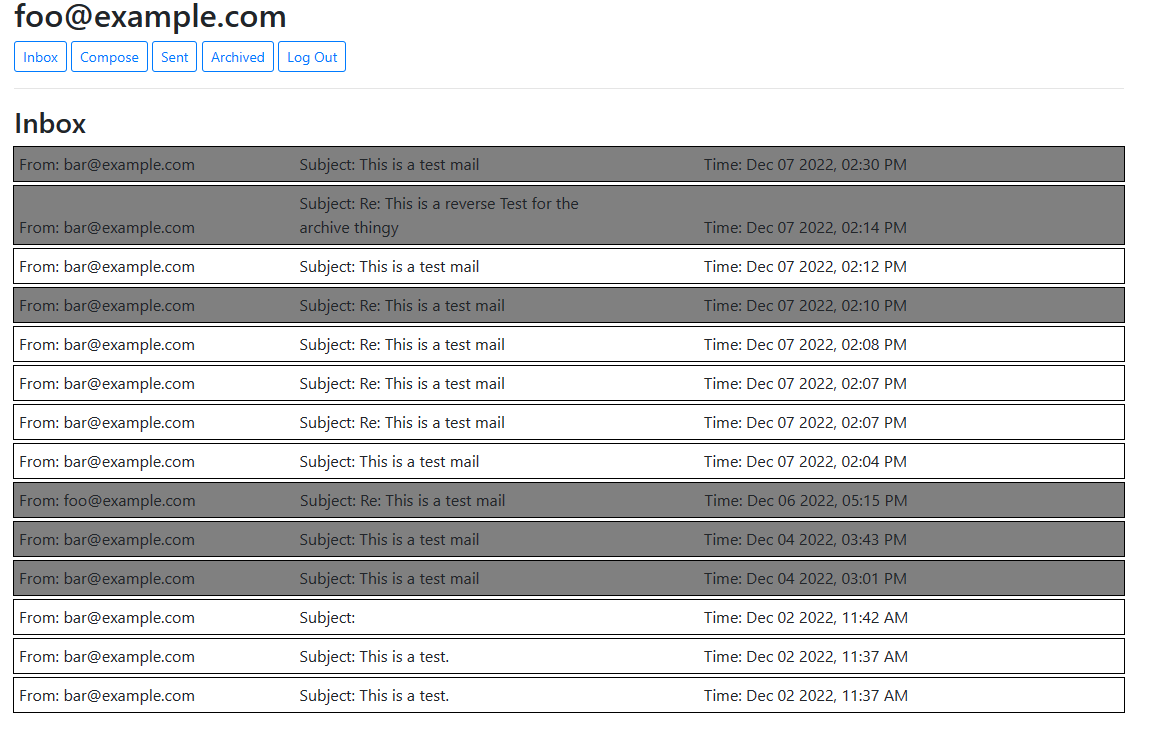 foo@example.com
Inbox Compose Sent Archived Log Out
Inbox
From: bar@example.com Subject: This is a test mail Time: Dec 07 2022, 02:30 PM
Subject: Re: This is a reverse Test for the
From: bar@example.com archive thingy Time: Dec 07 2022, 02:14 PM
From: bar@example.com Subject: This is a test mail Time: Dec 07 2022, 02:12 PM
From: bar@example.com Subject: Re: This is a test mail Time: Dec 07 2022, 02:10 PM
From: bar@example.com Subject: Re: This is a test mail Time: Dec 07 2022, 02:08 PM
From: bar@example.com Subject: Re: This is a test mail Time: Dec 07 2022, 02:07 PM
From: bar@example.com Subject: Re: This is a test mail Time: Dec 07 2022, 02:07 PM
From: bar@example.com Subject: This is a test mail Time: Dec 07 2022, 02:04 PM
From: foo@example.com Subject: Re: This is a test mail Time: Dec 06 2022, 05:15 PM
From: bar@example.com Subject: This is a test mail Time: Dec 04 2022, 03:43 PM
From: bar@example.com Subject: This is a test mail Time: Dec 04 2022, 03:01 PM
From: bar@example.com Subject: Time: Dec 02 2022, 11:42 AM
From: bar@example.com Subject: This is a test. Time: Dec 02 2022, 11:37 AM
From: bar@example.com Subject: This is a test. Time: Dec 02 2022, 11:37 AM